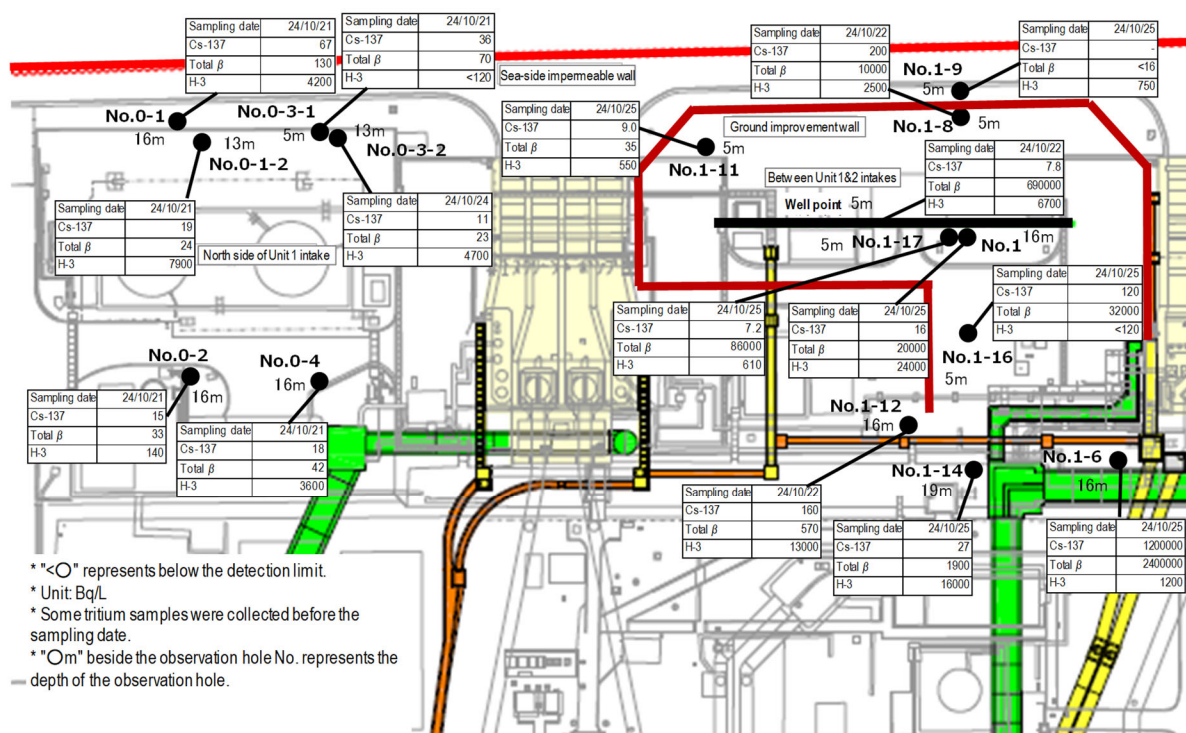 Sampling date 24/10/21
Cs-137 67
Total β 130
H-3 4200
Sampling date 24/10/21
Cs-137 36
Total β 70
H-3 <120
Sampling date 24/10/22
Cs-137 200
Total β 10000
H-3 2500
Sampling date 24/10/25
Cs-137 -
Total β <16
H-3 750
Sea-side impermeable wall
No.1-9
5m
No.0-1
16m
No.0-3-1
5m
13m
No.0-1-2
13m
No.0-3-2
Sampling date 24/10/25
Cs-137 9.0
Total β 35
H-3 550
Ground improvement wall
No.1-8
5m
5m
No.1-11
Sampling date 24/10/22
Cs-137 7.8
Total β 690000
H-3 6700
Between Unit 1&2 intakes
Well point 5m
Sampling date 24/10/21
Cs-137 19
Total β 24
H-3 7900
North side of Unit 1 intake
Sampling date 24/10/24
Cs-137 11
Total β 23
H-3 4700
5m
No.1-17
No.1
16m
Sampling date 24/10/25
Cs-137 120
Total β 32000
H-3 <120
Sampling date 24/10/25
Cs-137 7.2
Total β 86000
H-3 610
Sampling date 24/10/25
Cs-137 16
Total β 20000
H-3 24000
No.1-16
5m
No.0-2
16m
No.0-4
16m
Sampling date 24/10/21
Cs-137 15
Total β 33
H-3 140
Sampling date 24/10/21
Cs-137 18
Total β 42
H-3 3600
No.1-12
16m
No.1-14
19m
No.1-6
16m
Sampling date 24/10/22
Cs-137 160
Total β 570
H-3 13000
Sampling date 24/10/25
Cs-137 27
Total β 1900
H-3 16000
Sampling date 24/10/25
Cs-137 1200000
Total β 2400000
H-3 1200
* "<○" represents below the detection limit.
* Unit: Bq/L
* Some tritium samples were collected before the
sampling date.
* "○m" beside the observation hole No. represents the
depth of the observation hole.